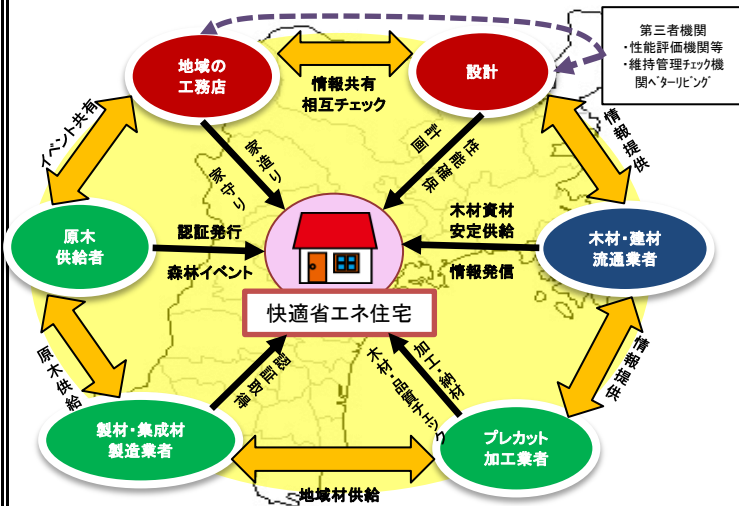 第三者機関
・性能評価機関等
・維持管理チェック機
関ベターリビング
地域の
工務店
情報共有
相互チェック
設計
イベント共有
家造り
家守り
計画
性能確保
情報提供
原木
供給者
認証発行
森林イベント
木材資材
安定供給
情報発信
木材・建材
流通業者
快適省エネ住宅
原木供給
認証取得
加工・納材
木材・品質チェック
情報提供
製材・集成材
製造業者
プレカット
加工業者
地域材供給